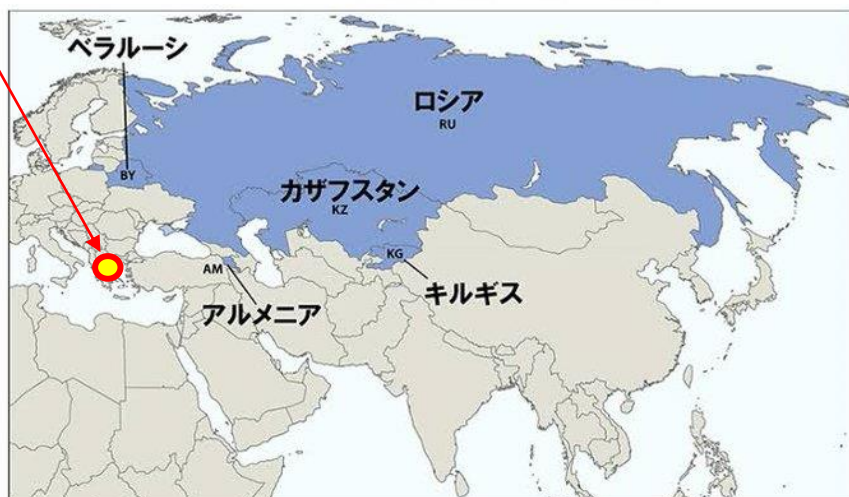 ベラルーシ
ロシア
RU
BY
カザフスタン
KZ
KG
AM
キルギス
アルメニア